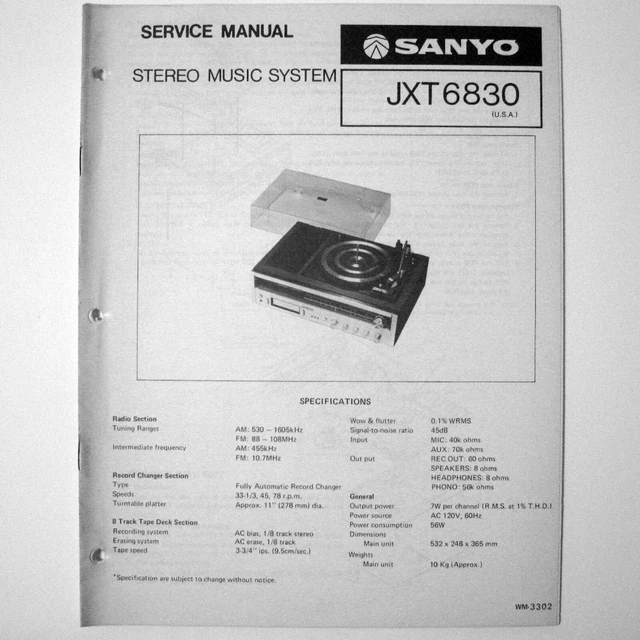 SERVICE MANUAL
SANYO
STEREO MUSIC SYSTEM
JXT6830
(U.S.A.)
SPECIFICATIONS
Radio Section
Tuning Ranges AM: 530 – 1605kHz
FM: 88 – 108MHz
Intermediate frequency AM: 455kHz
FM: 10.7MHz
Record Changer Section
Type Fully Automatic Record Changer
Speeds 33-1/3, 45, 78 r.p.m.
Turntable platter Approx. 11" (278 mm) dia.
8 Track Tape Deck Section
Recording system AC bias, 1/8 track stereo
Erasing system AC erase, 1/8 track
Tape speed 3-3/4" ips. (9.5cm/sec.)
Wow & flutter 0.1% WRMS
Signal-to-noise ratio 45dB
Input MIC: 40k ohms
AUX: 70k ohms
Out put REC OUT: 60 ohms
SPEAKERS: 8 ohms
HEADPHONES: 8 ohms
PHONO: 56k ohms
General
Output power 7W per channel (R.M.S. at 1% T.H.D.)
Power source AC 120V, 60Hz
Power consumption 56W
Dimensions
Main unit 532 x 248 x 365 mm
Weights
Main unit 10 Kg (Approx.)
*Specification are subject to change without notice.
WM-3302